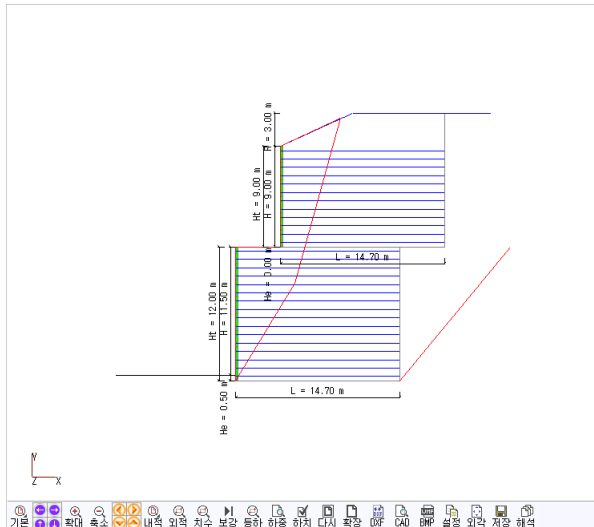 H = 3.00 m
Ht = 9.00 m
H = 9.00 m
He = 0.00 m
L = 14.70 m
Ht = 12.00 m
H = 11.50 m
He = 0.50 m
L = 14.70 m
Y
Z X
기본 확대 축소 내적 외적 치수 보강 등하 하중 하치 다시 확장 DXF CAD BMP 설정 외곽 저장 해석